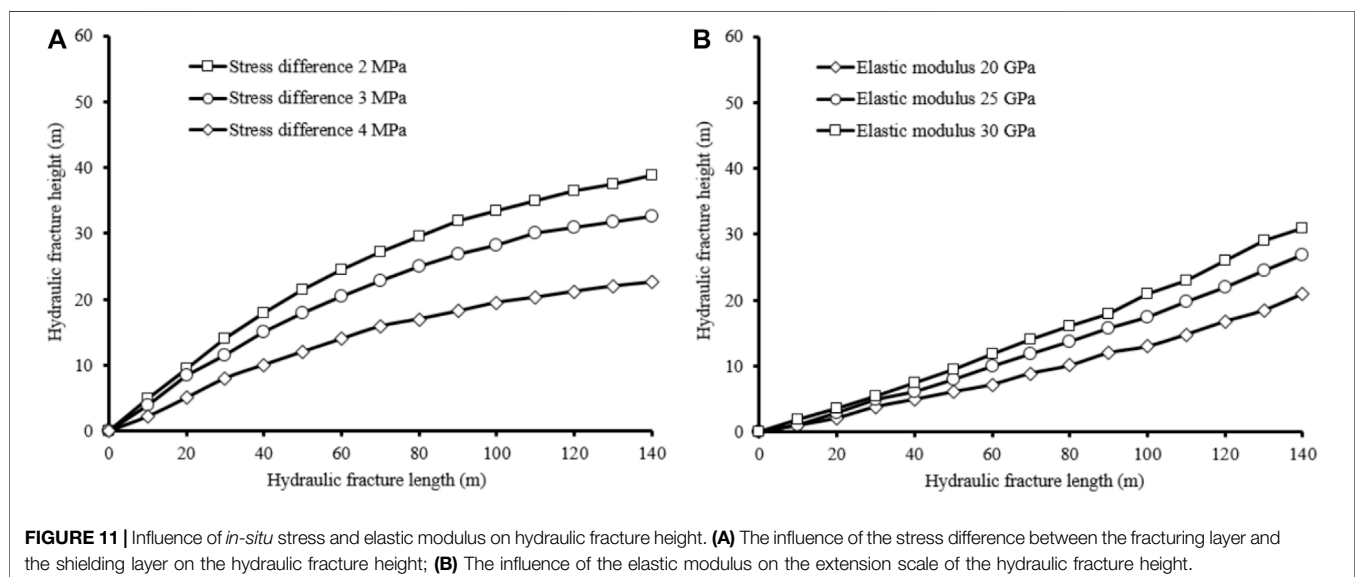 A
60
50
40
30
20
10
0
Hydraulic fracture height (m)
Stress difference 2 MPa
Stress difference 3 MPa
Stress difference 4 MPa
0 20 40 60 80 100 120 140
Hydraulic fracture length (m)
B
60
50
40
30
20
10
0
Hydraulic fracture height (m)
Elastic modulus 20 GPa
Elastic modulus 25 GPa
Elastic modulus 30 GPa
0 20 40 60 80 100 120 140
Hydraulic fracture length (m)
FIGURE 11 | Influence of in-situ stress and elastic modulus on hydraulic fracture height. (A) The influence of the stress difference between the fracturing layer and
the shielding layer on the hydraulic fracture height; (B) The influence of the elastic modulus on the extension scale of the hydraulic fracture height.